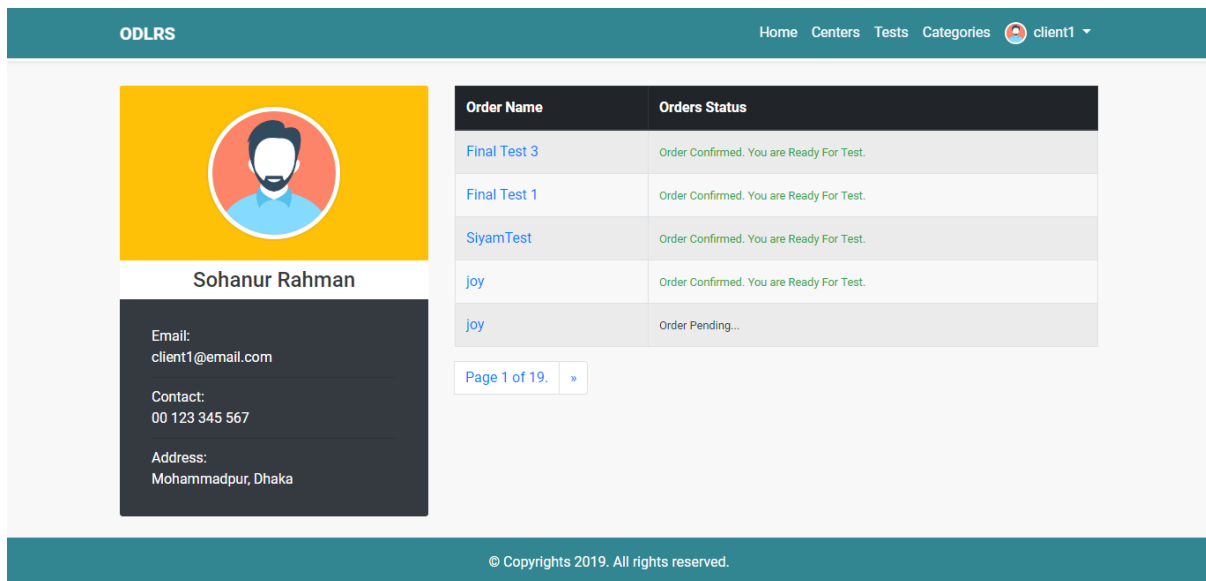 ODLRS
Home Centers Tests Categories client1
Sohanur Rahman
Email:
client1@email.com
Contact:
00 123 345 567
Address:
Mohammadpur, Dhaka
Order Name Orders Status
Final Test 3 Order Confirmed. You are Ready For Test.
Final Test 1 Order Confirmed. You are Ready For Test.
SiyamTest Order Confirmed. You are Ready For Test.
joy Order Confirmed. You are Ready For Test.
joy Order Pending...
Page 1 of 19. »
© Copyrights 2019. All rights reserved.